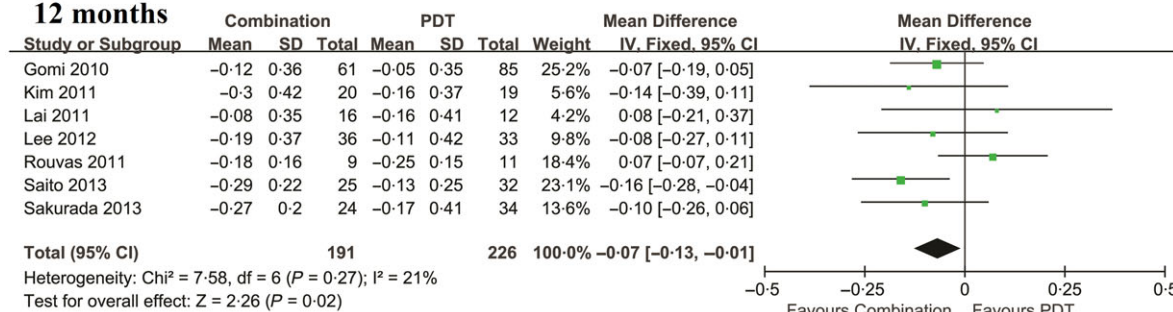 12 months
Combination PDT Mean Difference Mean Difference
Study or Subgroup Mean SD Total Mean SD Total Weight IV, Fixed, 95% CI IV, Fixed, 95% CI
Gomi 2010 −0·12 0·36 61 −0·05 0·35 85 25·2% −0·07 [−0·19, 0·05]
Kim 2011 −0·3 0·42 20 −0·16 0·37 19 5·6% −0·14 [−0·39, 0·11]
Lai 2011 −0·08 0·35 16 −0·16 0·41 12 4·2% 0·08 [−0·21, 0·37]
Lee 2012 −0·19 0·37 36 −0·11 0·42 33 9·8% −0·08 [−0·27, 0·11]
Rouvas 2011 −0·18 0·16 9 −0·25 0·15 11 18·4% 0·07 [−0·07, 0·21]
Saito 2013 −0·29 0·22 25 −0·13 0·25 32 23·1% −0·16 [−0·28, −0·04]
Sakurada 2013 −0·27 0·2 24 −0·17 0·41 34 13·6% −0·10 [−0·26, 0·06]
Total (95% CI) 191 226 100·0% −0·07 [−0·13, −0·01]
Heterogeneity: Chi² = 7·58, df = 6 (P = 0·27); I² = 21%
Test for overall effect: Z = 2·26 (P = 0·02)
−0·5 −0·25 0 0·25 0·5
Favours Combination Favours PDT